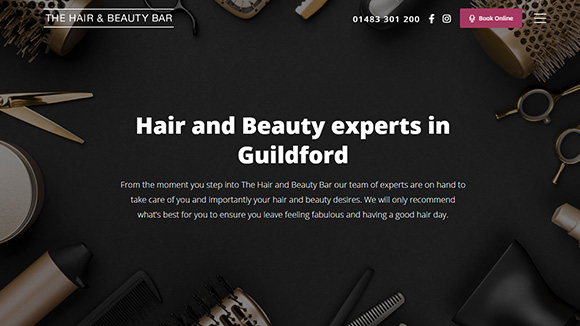 THE HAIR & BEAUTY BAR
01483 301 200
Book Online
Hair and Beauty experts in
Guildford
From the moment you step into The Hair and Beauty Bar our team of experts are on hand to
take care of you and importantly your hair and beauty desires. We will only recommend
what's best for you to ensure you leave feeling fabulous and having a good hair day.